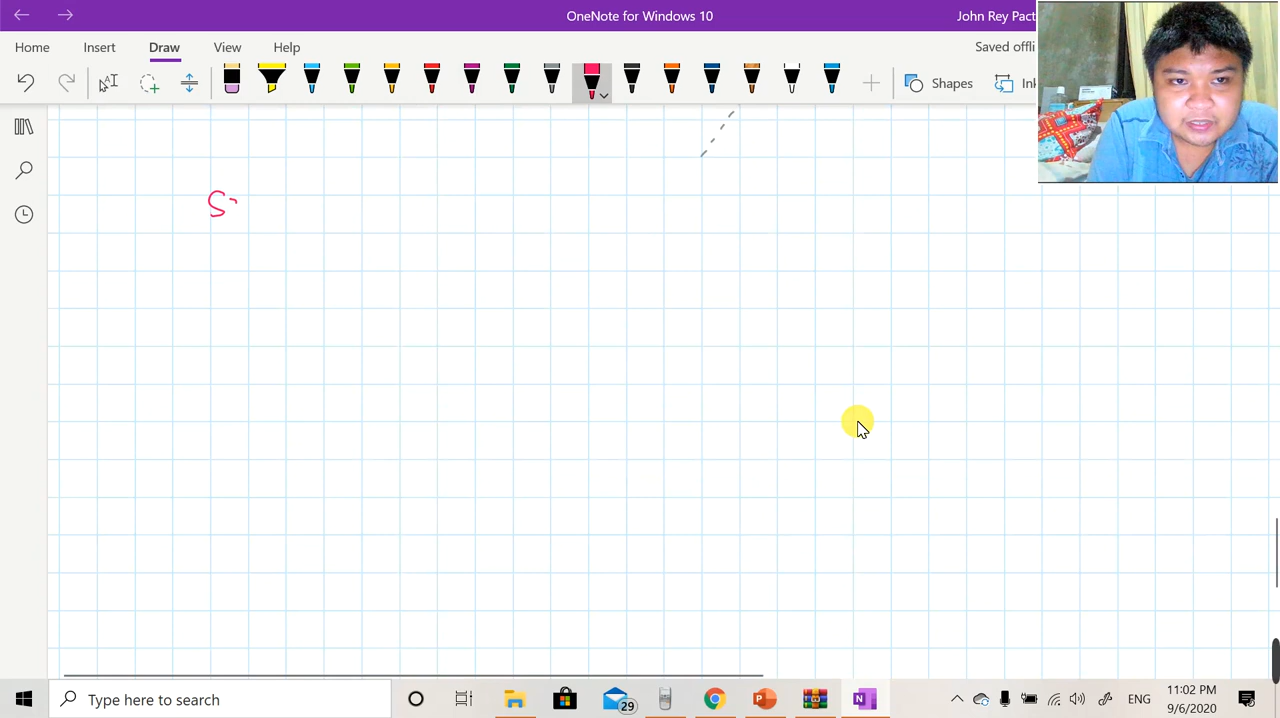 OneNote for Windows 10
John Rey Pact
Home Insert Draw View Help
Saved offli
Shapes
Ink
S
Type here to search
29
ENG
11:02 PM
9/6/2020